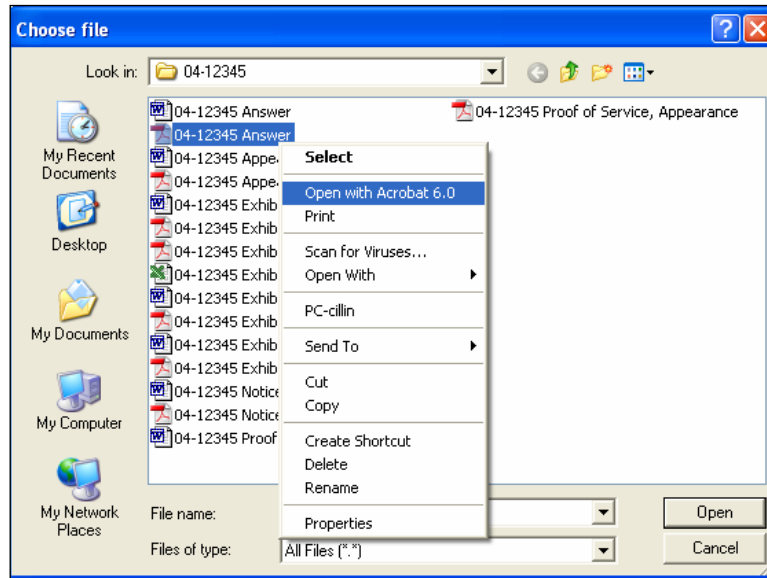 Choose file
Look in:
04-12345
My Recent
Documents
Desktop
My Documents
My Computer
My Network
Places
04-12345 Answer
04-12345 Answer
04-12345 Appe
04-12345 Appe
04-12345 Exhib
04-12345 Exhib
04-12345 Exhib
04-12345 Exhib
04-12345 Exhib
04-12345 Exhib
04-12345 Exhib
04-12345 Exhib
04-12345 Notice
04-12345 Notice
04-12345 Proof
04-12345 Proof of Service, Appearance
Select
Open with Acrobat 6.0
Print
Scan for Viruses...
Open With
PC-cillin
Send To
Cut
Copy
Create Shortcut
Delete
Rename
Properties
File name:
Open
Files of type:
All Files (*.*)
Cancel